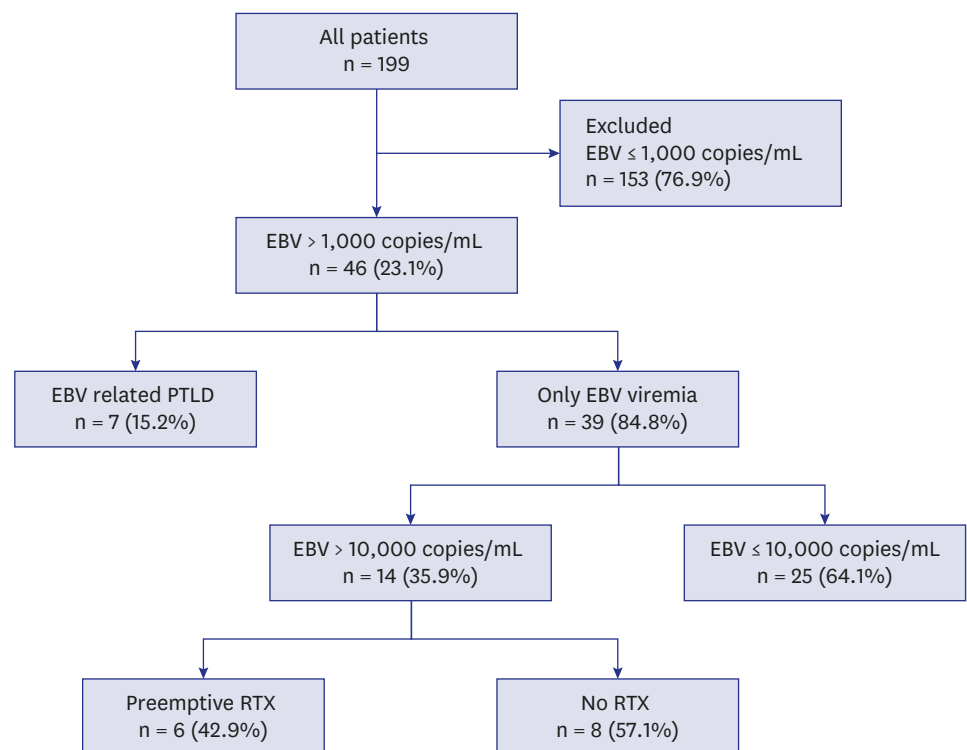 All patients
n = 199
Excluded
EBV ≤ 1,000 copies/mL
n = 153 (76.9%)
EBV > 1,000 copies/mL
n = 46 (23.1%)
EBV related PTLD
n = 7 (15.2%)
Only EBV viremia
n = 39 (84.8%)
EBV > 10,000 copies/mL
n = 14 (35.9%)
EBV ≤ 10,000 copies/mL
n = 25 (64.1%)
Preemptive RTX
n = 6 (42.9%)
No RTX
n = 8 (57.1%)